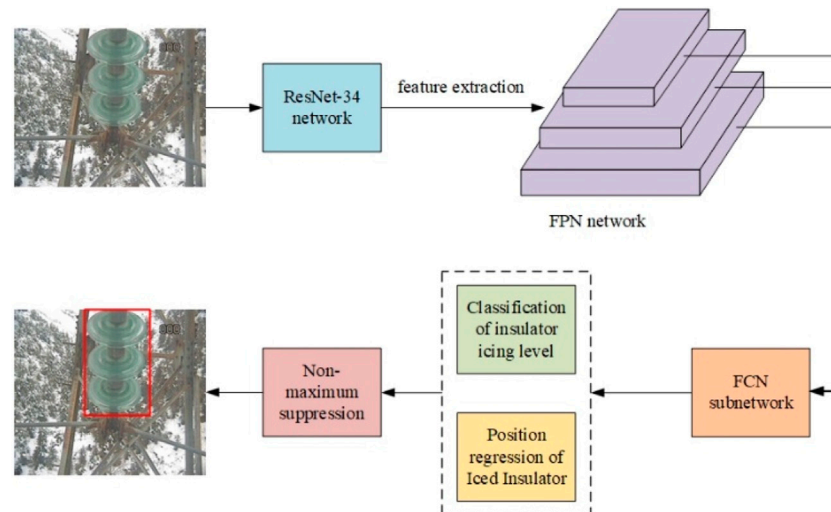 ResNet-34
network
feature extraction
FPN network
Classification
of insulator
icing level
Non-
maximum
suppression
FCN
subnetwork
Position
regression of
Iced Insulator